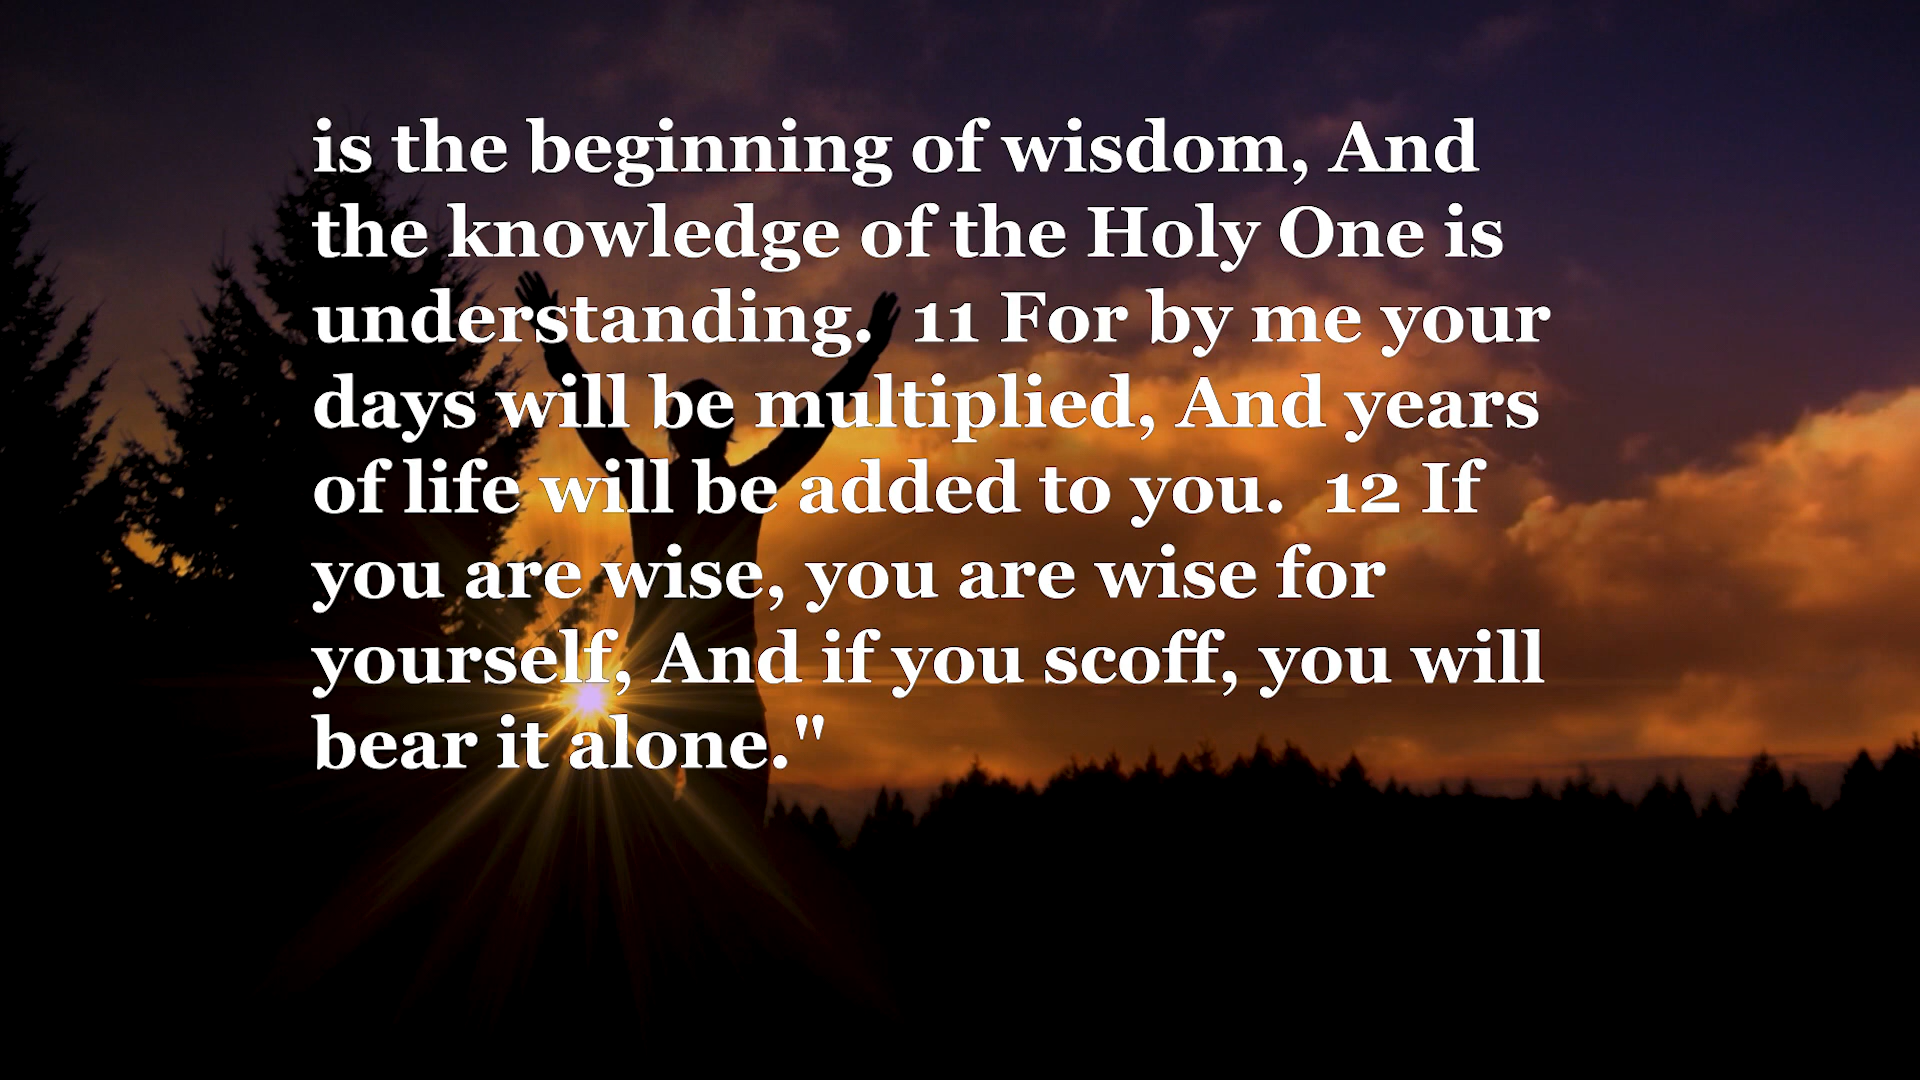 is the beginning of wisdom, And
the knowledge of the Holy One is
understanding.  11 For by me your
days will be multiplied, And years
of life will be added to you.  12 If
you are wise, you are wise for
yourself, And if you scoff, you will
bear it alone."